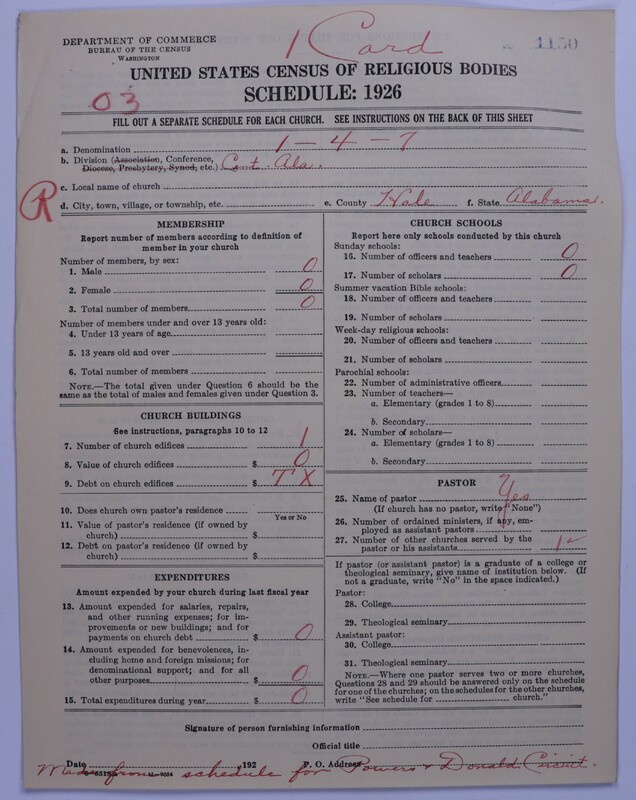 DEPARTMENT OF COMMERCE
BUREAU OF THE CENSUS
WASHINGTON
1 Card
1150
UNITED STATES CENSUS OF RELIGIOUS BODIES
03
SCHEDULE: 1926
FILL OUT A SEPARATE SCHEDULE FOR EACH CHURCH. SEE INSTRUCTIONS ON THE BACK OF THIS SHEET
a. Denomination 1-4-7
b. Division (Association, Conference, Diocese, Presbytery, Synod, etc.) Cent. Ala.
c. Local name of church
R
d. City, town, village, or township, etc. e. County Hale f. State Alabama.
MEMBERSHIP
Report number of members according to definition of
member in your church
Number of members, by sex:
1. Male 0
2. Female 0
3. Total number of members 0
Number of members under and over 13 years old:
4. Under 13 years of age
5. 13 years old and over
6. Total number of members
NOTE.—The total given under Question 6 should be the
same as the total of males and females given under Question 3.
CHURCH BUILDINGS
See instructions, paragraphs 10 to 12
7. Number of church edifices 1
8. Value of church edifices $ 0
9. Debt on church edifices $ TX
10. Does church own pastor's residence
Yes or No
11. Value of pastor's residence (if owned by
church) $
12. Debt on pastor's residence (if owned by
church) $
EXPENDITURES
Amount expended by your church during last fiscal year
13. Amount expended for salaries, repairs,
and other running expenses; for im-
provements or new buildings; and for
payments on church debt $ 0
14. Amount expended for benevolences, in-
cluding home and foreign missions; for
denominational support; and for all
other purposes $ 0
15. Total expenditures during year $ 0
CHURCH SCHOOLS
Report here only schools conducted by this church
Sunday schools:
16. Number of officers and teachers 0
17. Number of scholars 0
Summer vacation Bible schools:
18. Number of officers and teachers
19. Number of scholars
Week-day religious schools:
20. Number of officers and teachers
21. Number of scholars
Parochial schools:
22. Number of administrative officers
23. Number of teachers—
a. Elementary (grades 1 to 8)
b. Secondary
24. Number of scholars—
a. Elementary (grades 1 to 8)
b. Secondary
PASTOR
25. Name of pastor Yes
(If church has no pastor, write "None")
26. Number of ordained ministers, if any, em-
ployed as assistant pastors
27. Number of other churches served by the
pastor or his assistants
If pastor (or assistant pastor) is a graduate of a college or
theological seminary, give name of institution below. (If
not a graduate, write "No" in the space indicated.)
Pastor:
28. College
29. Theological seminary
Assistant pastor:
30. College
31. Theological seminary
NOTE.—Where one pastor serves two or more churches,
Questions 28 and 29 should be answered only on the schedule
for one of the churches; on the schedules for the other churches,
write "See schedule for church."
Signature of person furnishing information
Official title
Date 192 P. O. Address
Made from schedule for Powers & Donald Circuit.